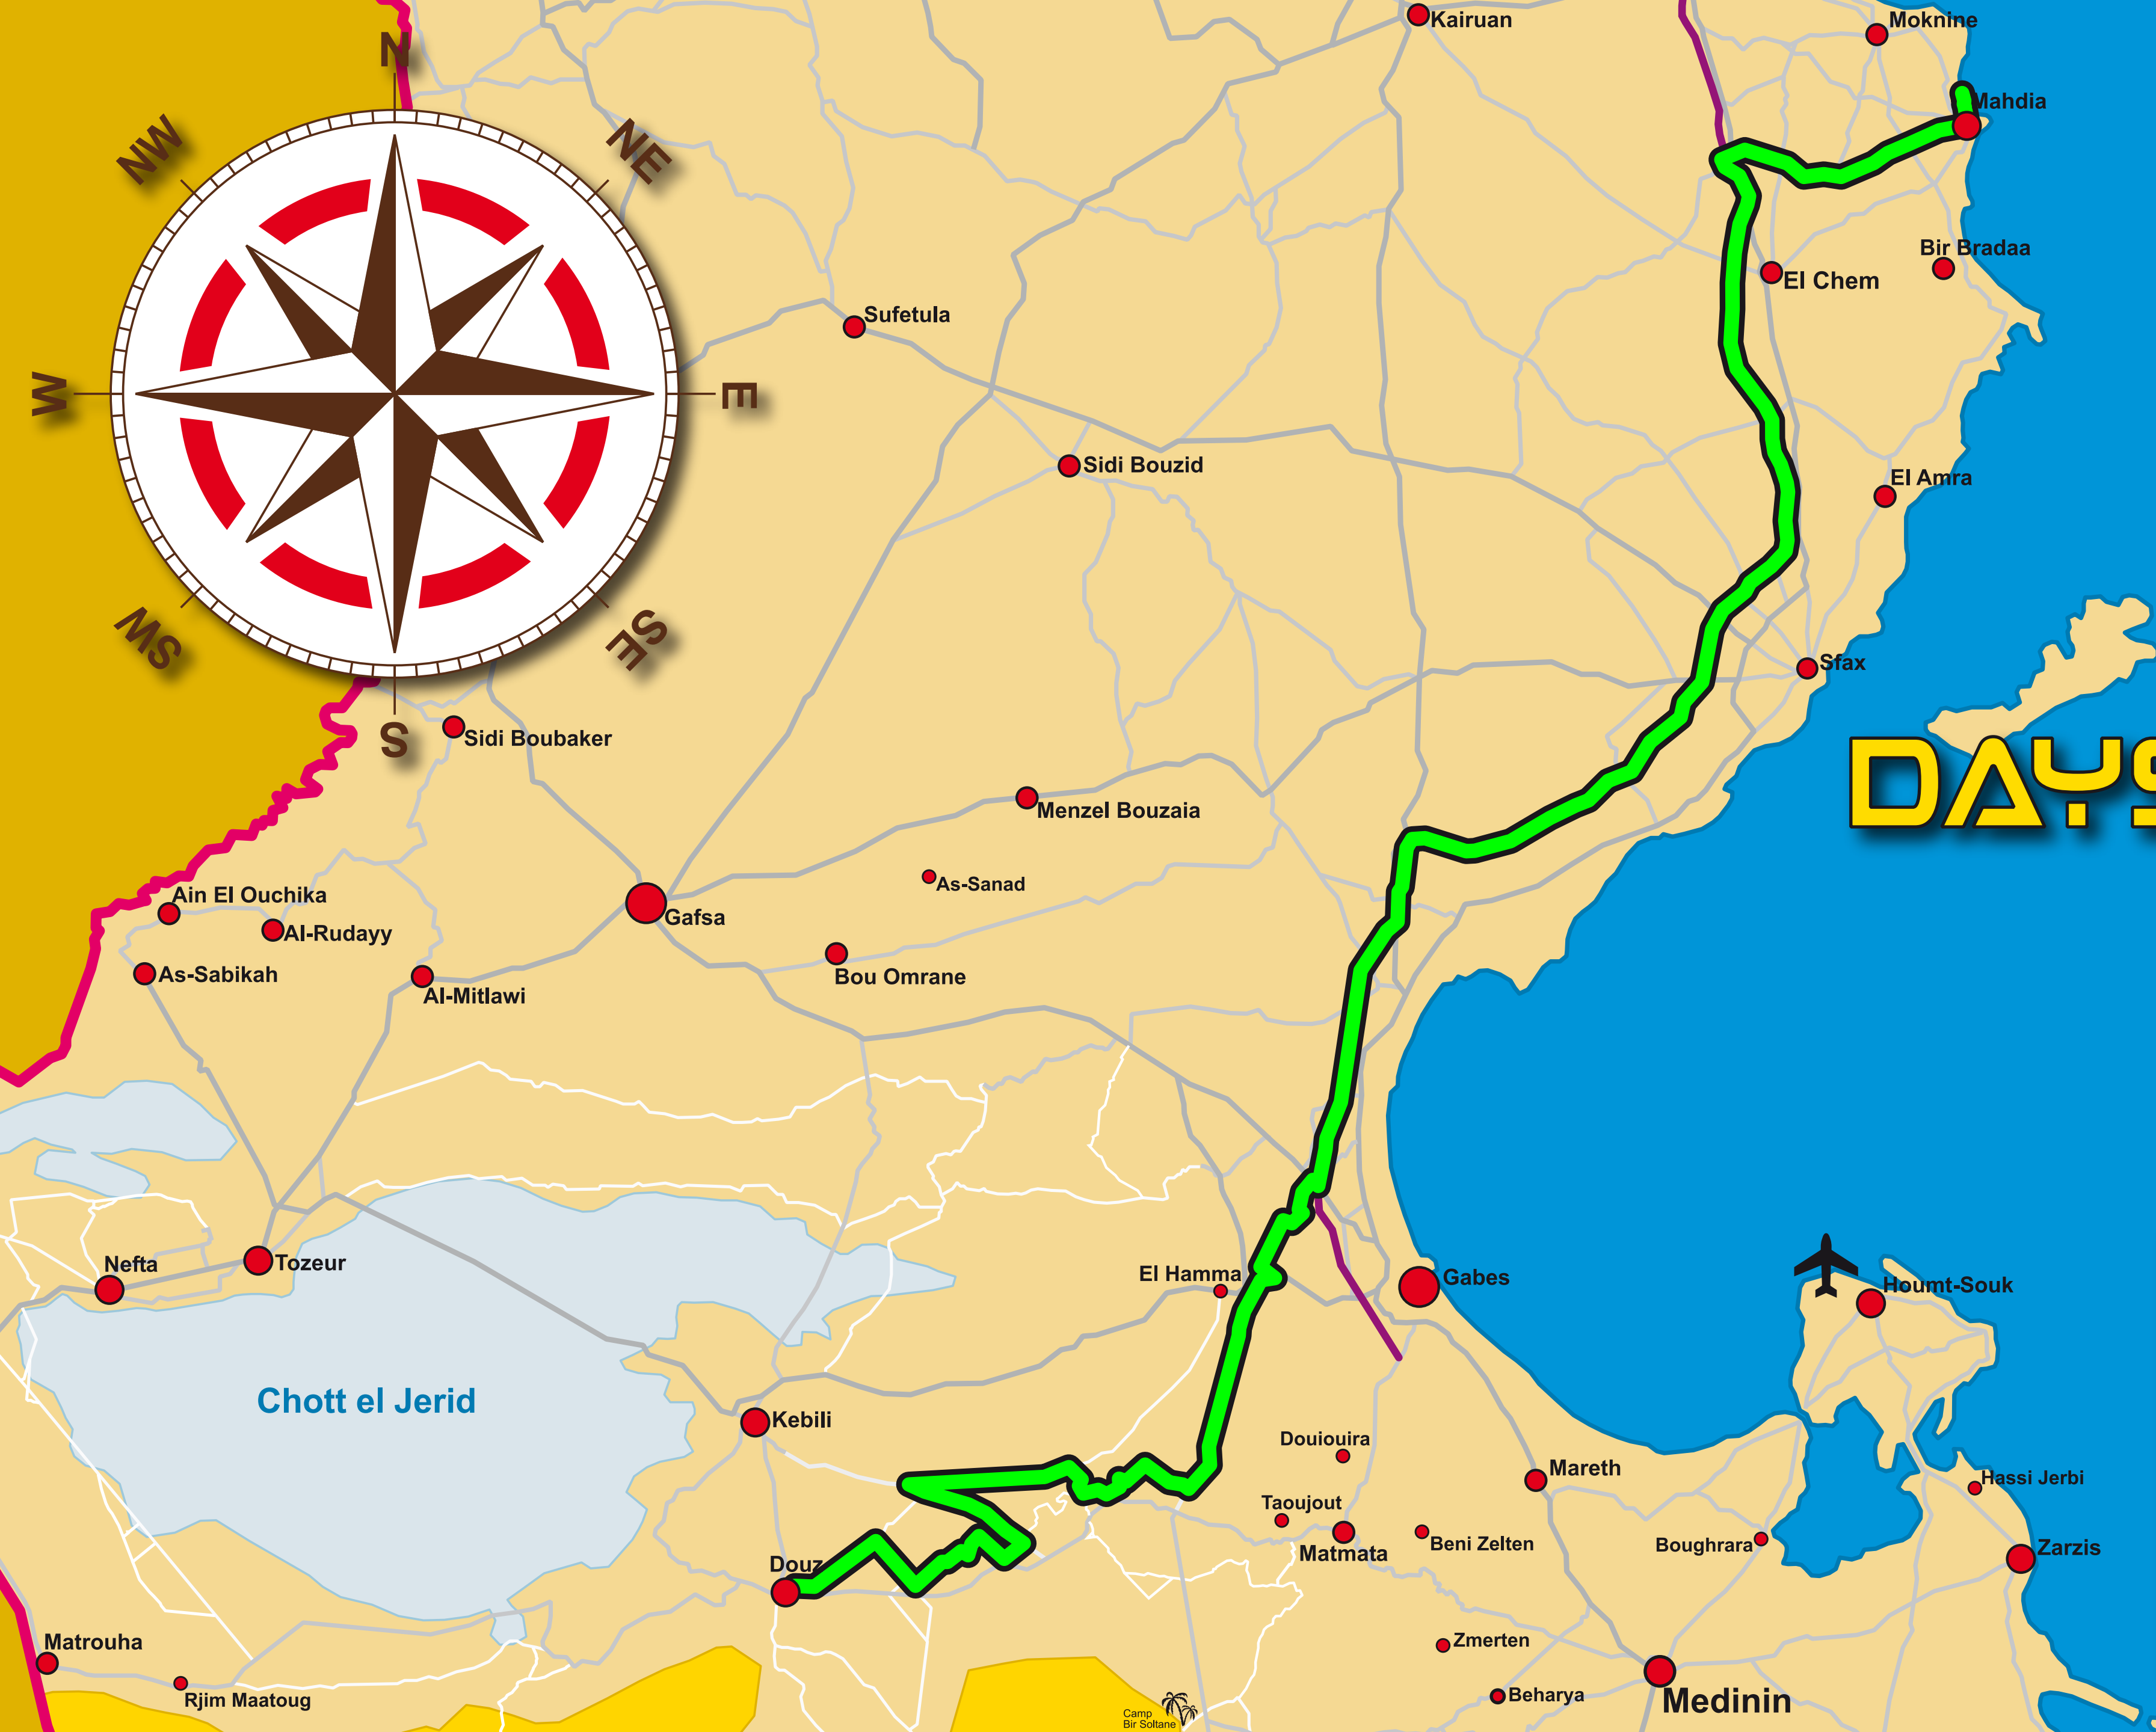 Kairuan
Moknine
N
Mahdia
NW
NE
Bir Bradaa
El Chem
Sufetula
W
E
Sidi Bouzid
El Amra
SW
SE
Sfax
S
Sidi Boubaker
DAYS
Menzel Bouzaia
As-Sanad
Ain El Ouchika
Gafsa
Al-Rudayy
As-Sabikah
Bou Omrane
Al-Mitlawi
Nefta
Tozeur
El Hamma
Gabes
Houmt-Souk
Chott el Jerid
Kebili
Douiouira
Mareth
Hassi Jerbi
Taoujout
Matmata
Beni Zelten
Boughrara
Zarzis
Douz
Matrouha
Zmerten
Rjim Maatoug
Beharya
Medinin
Camp
Bir Soltane